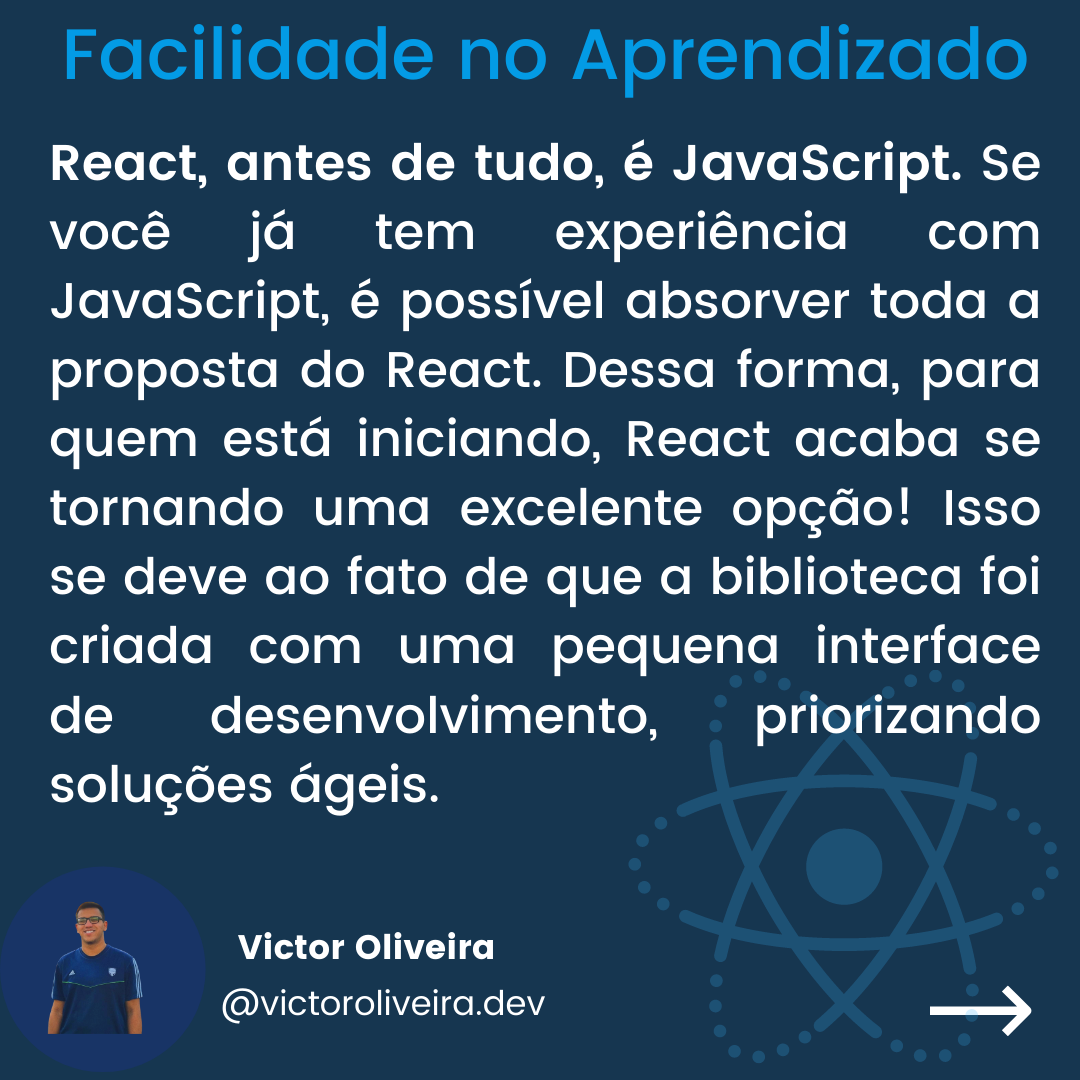 Facilidade no Aprendizado
React, antes de tudo, é JavaScript. Se
você já tem experiência com
JavaScript, é possível absorver toda a
proposta do React. Dessa forma, para
quem está iniciando, React acaba se
tornando uma excelente opção! Isso
se deve ao fato de que a biblioteca foi
criada com uma pequena interface
de desenvolvimento, priorizando
soluções ágeis.
Victor Oliveira
@victoroliveira.dev